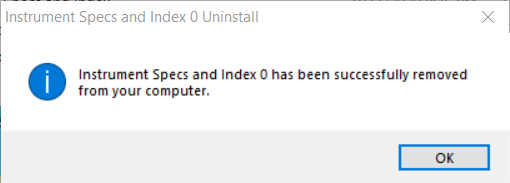 Instrument Specs and Index 0 Uninstall
Instrument Specs and Index 0 has been successfully removed
from your computer.
OK